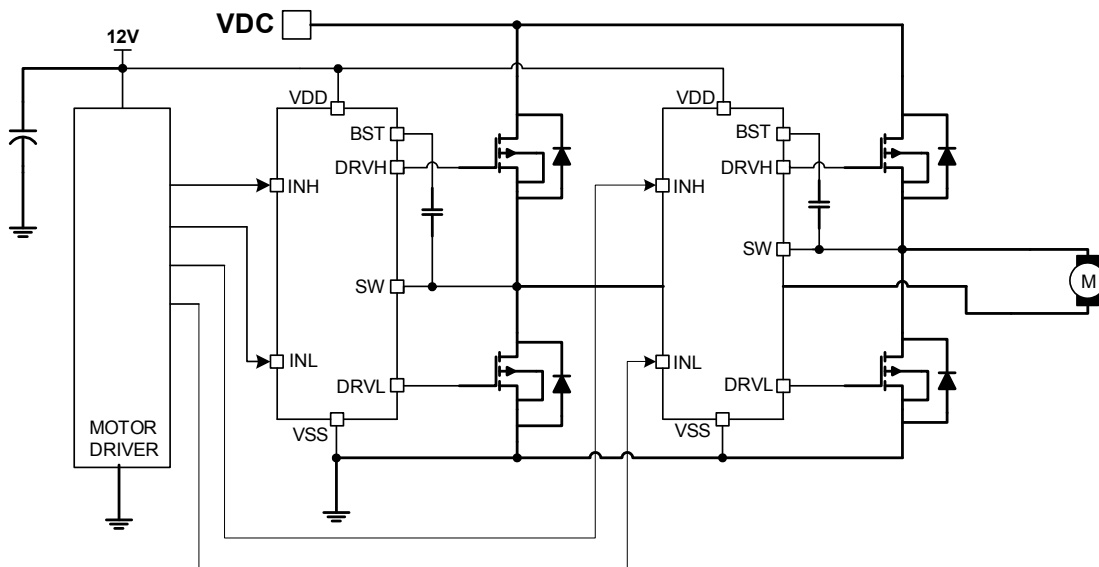 VDC
12V
VDD
VDD
BST
BST
DRVH
DRVH
INH
INH
SW
SW
M
INL
INL
DRVL
DRVL
MOTOR
DRIVER
VSS
VSS